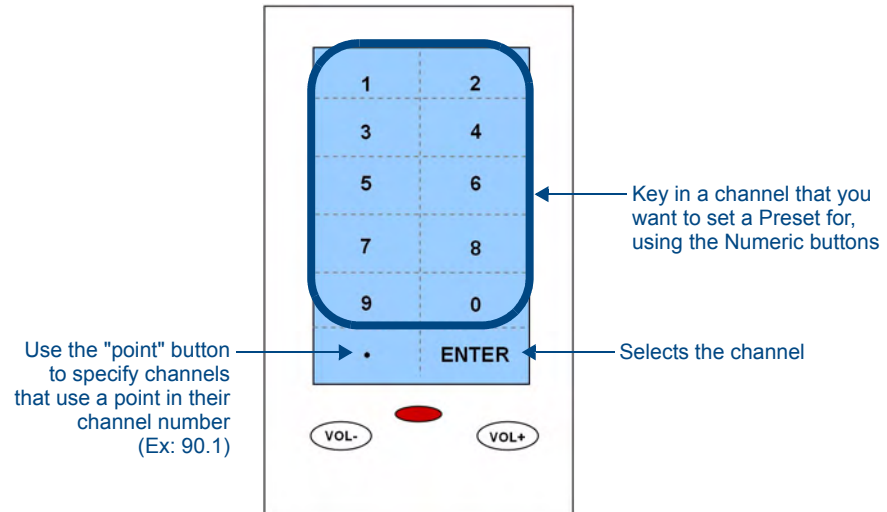 1 2
3 4
5 6
Key in a channel that you
want to set a Preset for,
using the Numeric buttons
7 8
9 0
Use the "point" button
to specify channels
that use a point in their
channel number
(Ex: 90.1)
• ENTER
Selects the channel
VOL- VOL+